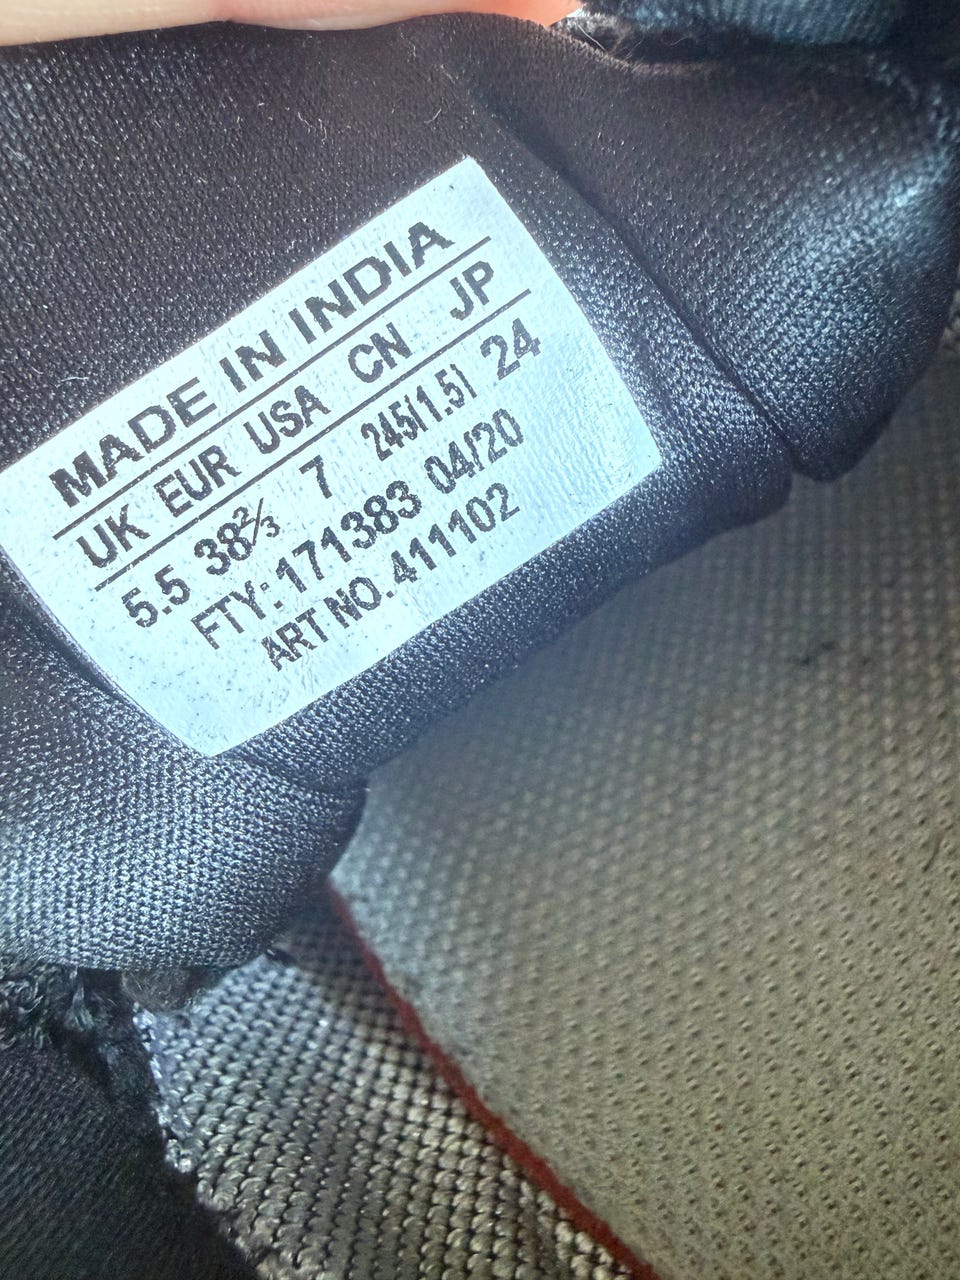 MADE IN INDIA
UK EUR USA CN JP
5.5 38⅔ 7 245(1.5) 24
FTY: 171383 04/20
ART NO. 411102